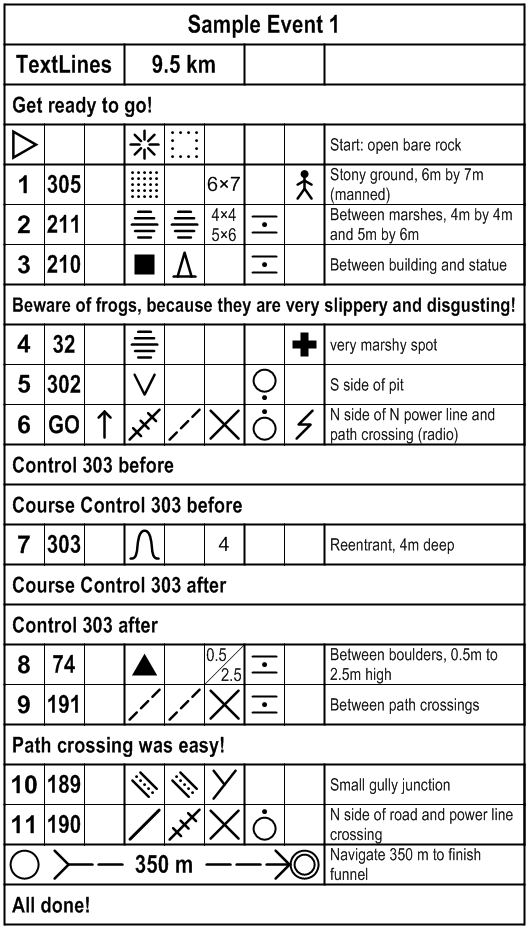 Sample Event 1
TextLines 9.5 km
Get ready to go!
Start: open bare rock
1 305 6×7 Stony ground, 6m by 7m
(manned)
2 211 4×4 Between marshes, 4m by 4m
5×6 and 5m by 6m
3 210 Between building and statue
Beware of frogs, because they are very slippery and disgusting!
4 32 very marshy spot
5 302 S side of pit
6 GO N side of N power line and
path crossing (radio)
Control 303 before
Course Control 303 before
7 303 4 Reentrant, 4m deep
Course Control 303 after
Control 303 after
8 74 0.5 Between boulders, 0.5m to
2.5 2.5m high
9 191 Between path crossings
Path crossing was easy!
10 189 Small gully junction
11 190 N side of road and power line
crossing
350 m Navigate 350 m to finish
funnel
All done!